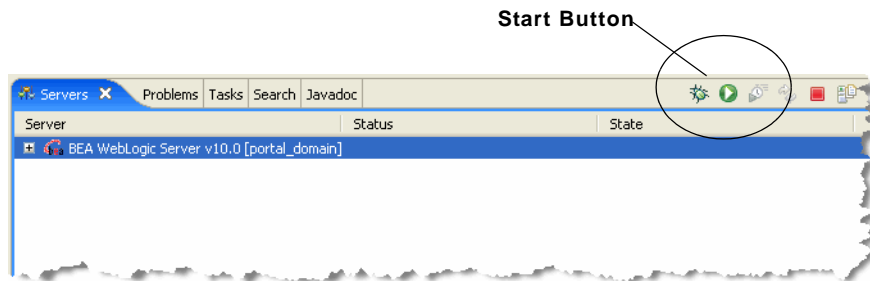 Start Button
Servers Problems Tasks Search Javadoc
Server Status State
BEA WebLogic Server v10.0 [portal_domain]